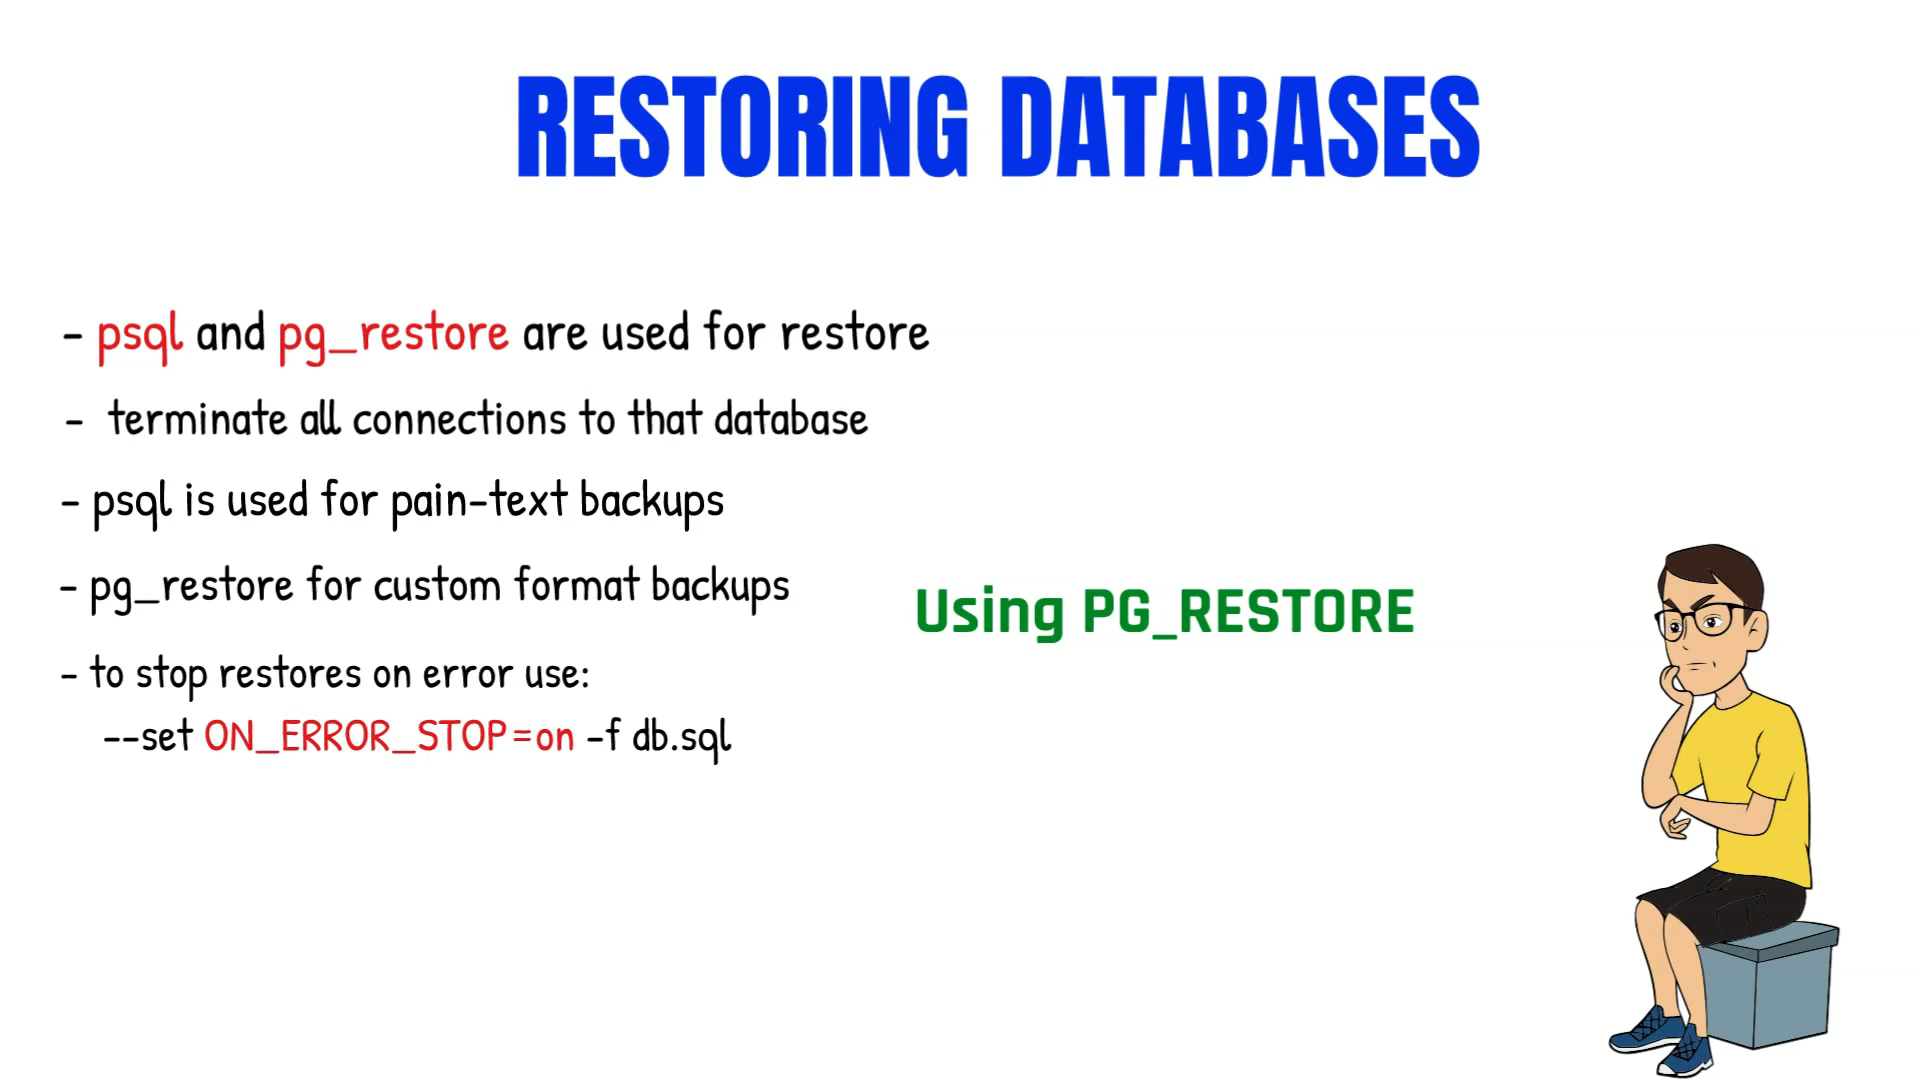 RESTORING DATABASES
- psql and pg_restore are used for restore
- terminate all connections to that database
- psql is used for pain-text backups
- pg_restore for custom format backups
Using PG_RESTORE
- to stop restores on error use:
--set ON_ERROR_STOP=on -f db.sql